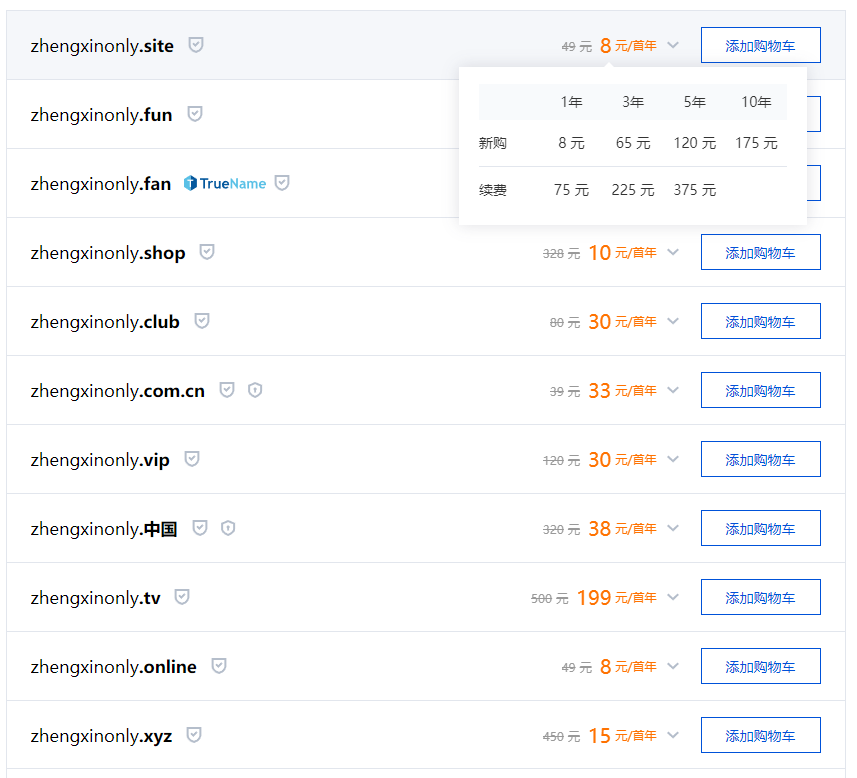 zhengxinonly.site 49 元 8 元/首年 添加购物车
1年 3年 5年 10年
zhengxinonly.fun
新购 8 元 65 元 120 元 175 元
zhengxinonly.fan TrueName
续费 75 元 225 元 375 元
zhengxinonly.shop 328 元 10 元/首年 添加购物车
zhengxinonly.club 80 元 30 元/首年 添加购物车
zhengxinonly.com.cn 39 元 33 元/首年 添加购物车
zhengxinonly.vip 120 元 30 元/首年 添加购物车
zhengxinonly.中国 320 元 38 元/首年 添加购物车
zhengxinonly.tv 500 元 199 元/首年 添加购物车
zhengxinonly.online 49 元 8 元/首年 添加购物车
zhengxinonly.xyz 450 元 15 元/首年 添加购物车